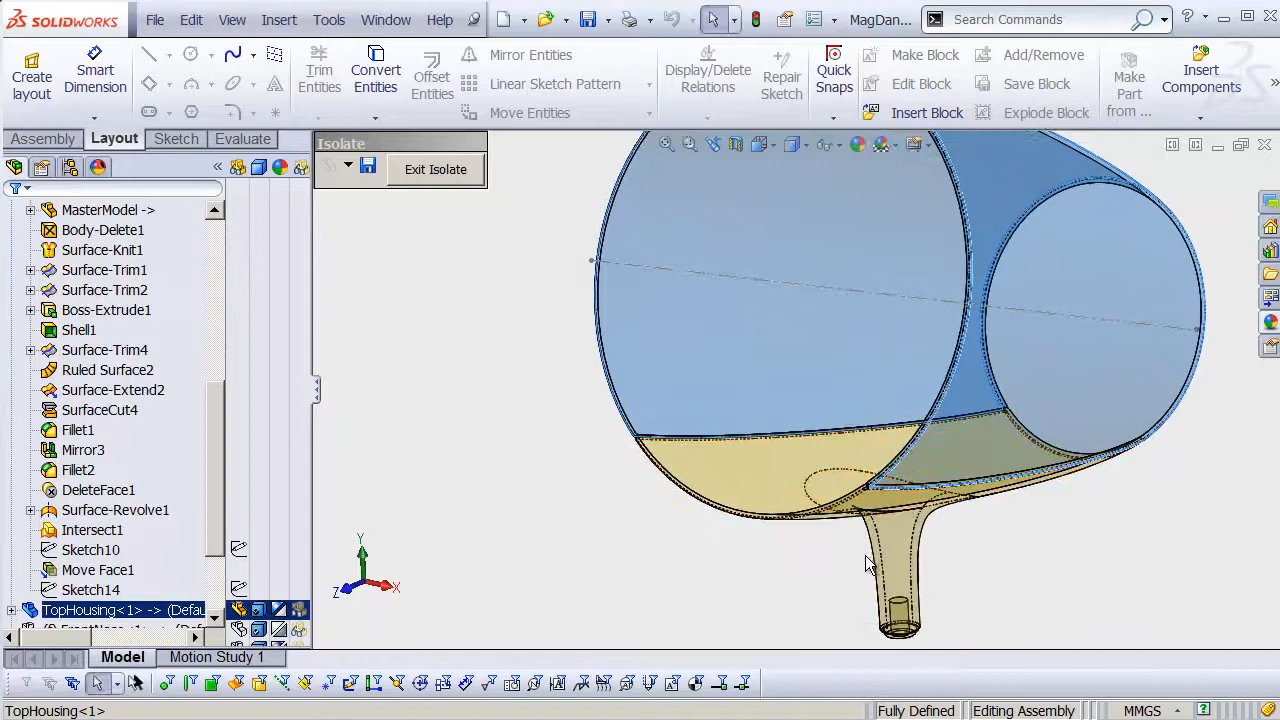 SOLIDWORKS File Edit View Insert Tools Window Help MagDan... Search Commands
Create layout
Smart Dimension
Trim Entities
Convert Entities
Offset Entities
Mirror Entities
Linear Sketch Pattern
Move Entities
Display/Delete Relations
Repair Sketch
Quick Snaps
Make Block
Edit Block
Insert Block
Add/Remove
Save Block
Explode Block
Make Part from ...
Insert Components
Assembly Layout Sketch Evaluate
Isolate
Exit Isolate
MasterModel ->
Body-Delete1
Surface-Knit1
Surface-Trim1
Surface-Trim2
Boss-Extrude1
Shell1
Surface-Trim4
Ruled Surface2
Surface-Extend2
SurfaceCut4
Fillet1
Mirror3
Fillet2
DeleteFace1
Surface-Revolve1
Intersect1
Sketch10
Move Face1
Sketch14
TopHousing<1> -> (Defau
Y
Z
X
Model Motion Study 1
TopHousing<1> Fully Defined Editing Assembly MMGS